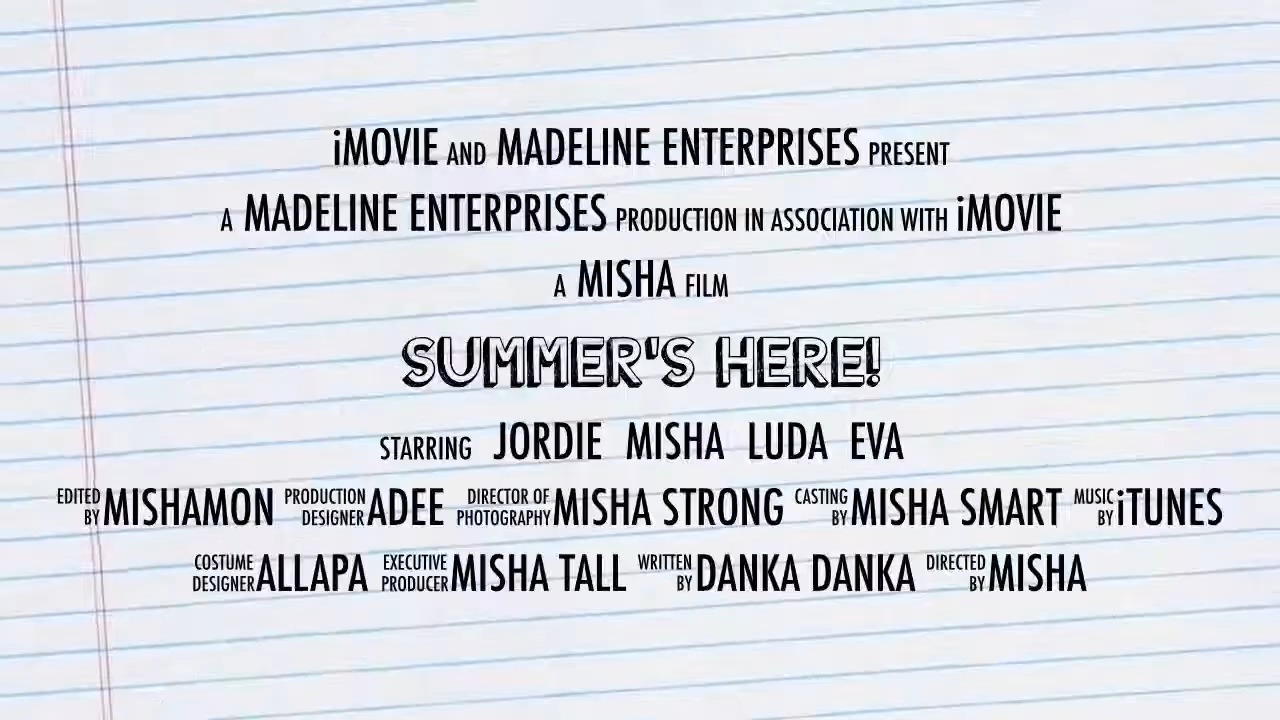 iMOVIE AND MADELINE ENTERPRISES PRESENT
A MADELINE ENTERPRISES PRODUCTION IN ASSOCIATION WITH iMOVIE
A MISHA FILM
SUMMER'S HERE!
STARRING JORDIE MISHA LUDA EVA
EDITED BY MISHAMON PRODUCTION DESIGNER ADEE DIRECTOR OF PHOTOGRAPHY MISHA STRONG CASTING BY MISHA SMART MUSIC BY iTUNES
COSTUME DESIGNER ALLAPA EXECUTIVE PRODUCER MISHA TALL WRITTEN BY DANKA DANKA DIRECTED BY MISHA